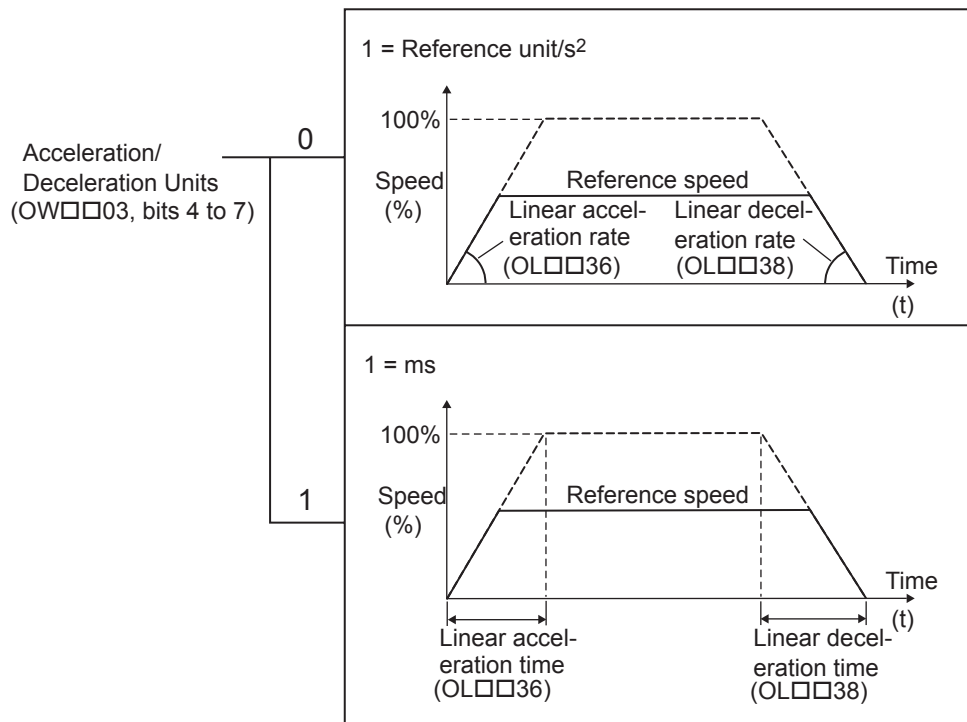 Acceleration/
Deceleration Units
(OW□□03, bits 4 to 7)
0
1 = Reference unit/s²
100%
Speed
(%)
Reference speed
Linear accel-
eration rate
(OL□□36)
Linear decel-
eration rate
(OL□□38)
Time
(t)
1
1 = ms
100%
Speed
(%)
Reference speed
Time
(t)
Linear accel-
eration time
(OL□□36)
Linear decel-
eration time
(OL□□38)